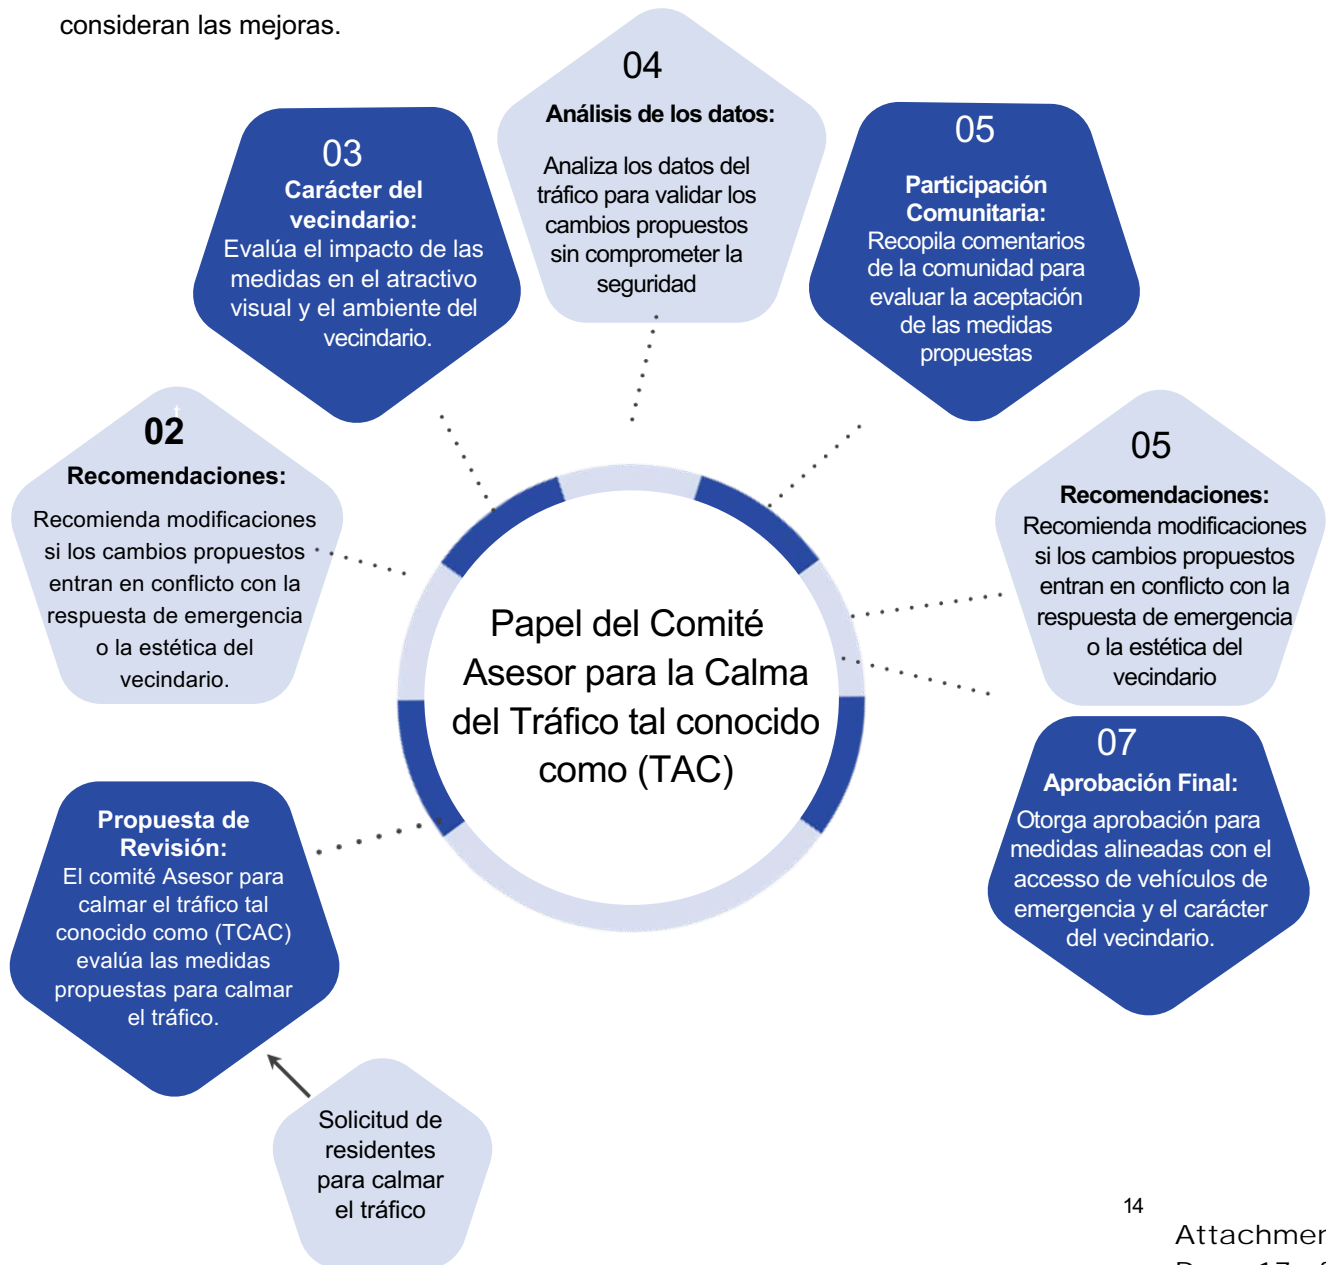 consideran las mejoras.
04
Análisis de los datos:
Analiza los datos del
tráfico para validar los
cambios propuestos
sin comprometer la
seguridad
03
Carácter del
vecindario:
Evalúa el impacto de las
medidas en el atractivo
visual y el ambiente del
vecindario.
05
Participación
Comunitaria:
Recopila comentarios
de la comunidad para
evaluar la aceptación
de las medidas
propuestas
02
Recomendaciones:
Recomienda modificaciones
si los cambios propuestos
entran en conflicto con la
respuesta de emergencia
o la estética del
vecindario.
05
Recomendaciones:
Recomienda modificaciones
si los cambios propuestos
entran en conflicto con la
respuesta de emergencia
o la estética del
vecindario
Papel del Comité
Asesor para la Calma
del Tráfico tal conocido
como (TAC)
07
Aprobación Final:
Otorga aprobación para
medidas alineadas con el
accesso de vehículos de
emergencia y el carácter
del vecindario.
Propuesta de
Revisión:
El comité Asesor para
calmar el tráfico tal
conocido como (TCAC)
evalúa las medidas
propuestas para calmar
el tráfico.
Solicitud de
residentes
para calmar
el tráfico
14